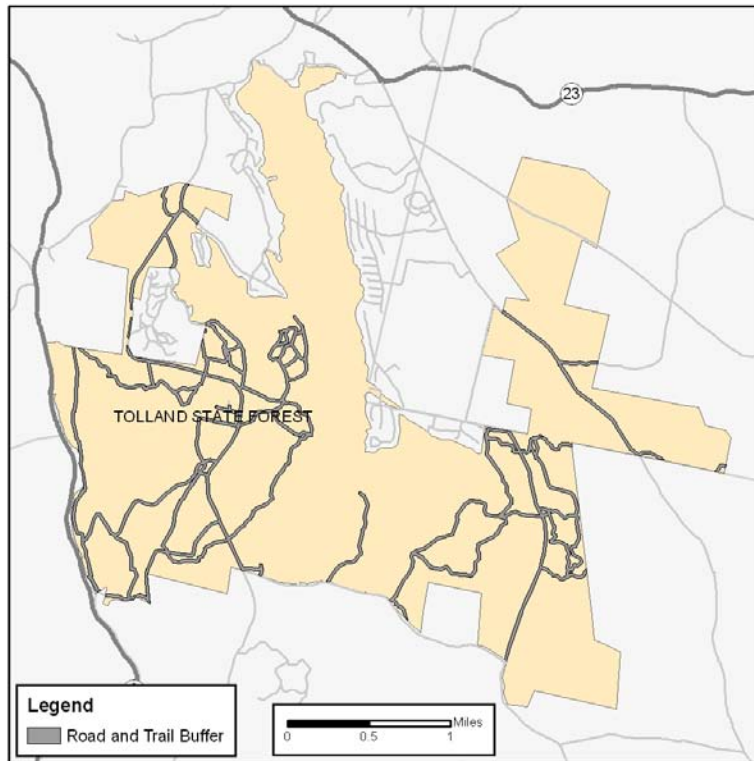 23
TOLLAND STATE FOREST
Legend
Road and Trail Buffer
Miles
0 0.5 1